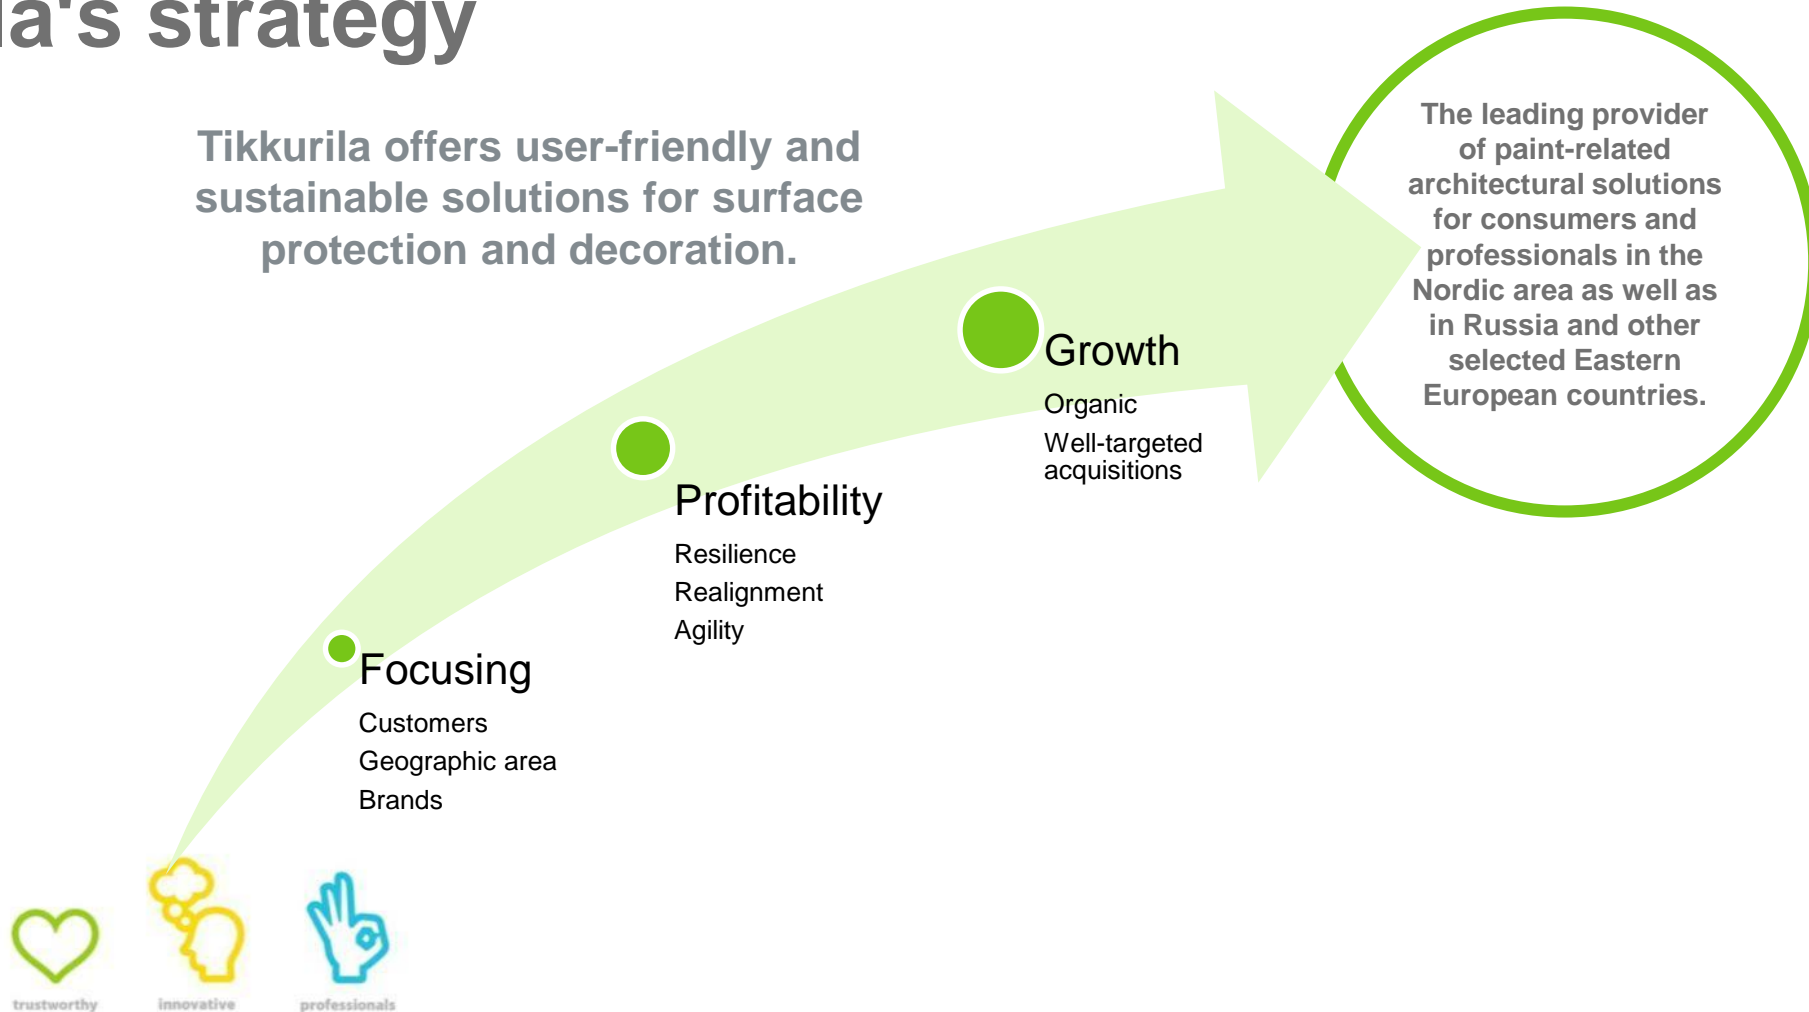 la's strategy
Tikkurila offers user-friendly and
sustainable solutions for surface
protection and decoration.
The leading provider
of paint-related
architectural solutions
for consumers and
professionals in the
Nordic area as well as
in Russia and other
selected Eastern
European countries.
Growth
Organic
Well-targeted
acquisitions
Profitability
Resilience
Realignment
Agility
Focusing
Customers
Geographic area
Brands
trustworthy
innovative
professionals